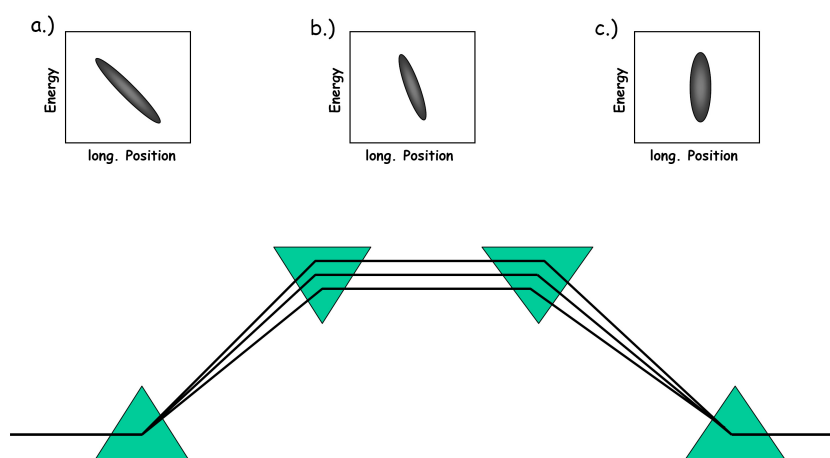 a.)
Energy
long. Position
b.)
Energy
long. Position
c.)
Energy
long. Position